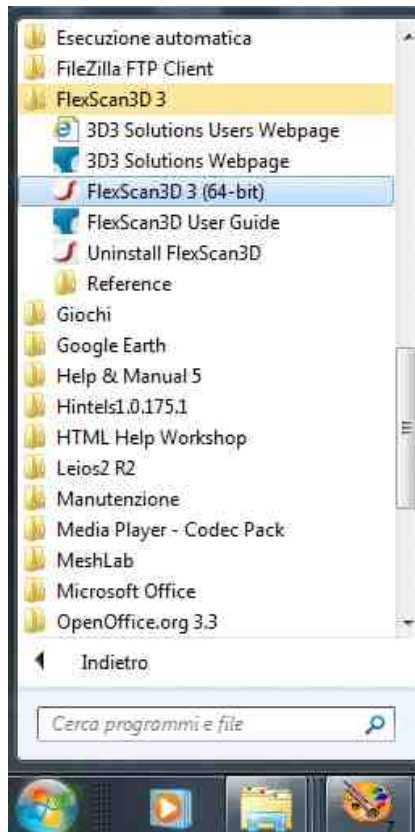 Esecuzione automatica
FileZilla FTP Client
FlexScan3D 3
3D3 Solutions Users Webpage
3D3 Solutions Webpage
FlexScan3D 3 (64-bit)
FlexScan3D User Guide
Uninstall FlexScan3D
Reference
Giochi
Google Earth
Help & Manual 5
Hintels1.0.175.1
HTML Help Workshop
Leios2 R2
Manutenzione
Media Player - Codec Pack
MeshLab
Microsoft Office
OpenOffice.org 3.3
Indietro
Cerca programmi e file